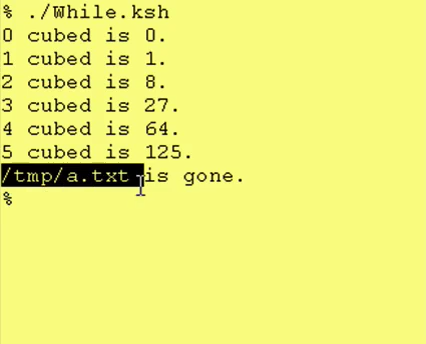 % ./While.ksh
0 cubed is 0.
1 cubed is 1.
2 cubed is 8.
3 cubed is 27.
4 cubed is 64.
5 cubed is 125.
/tmp/a.txt is gone.
%